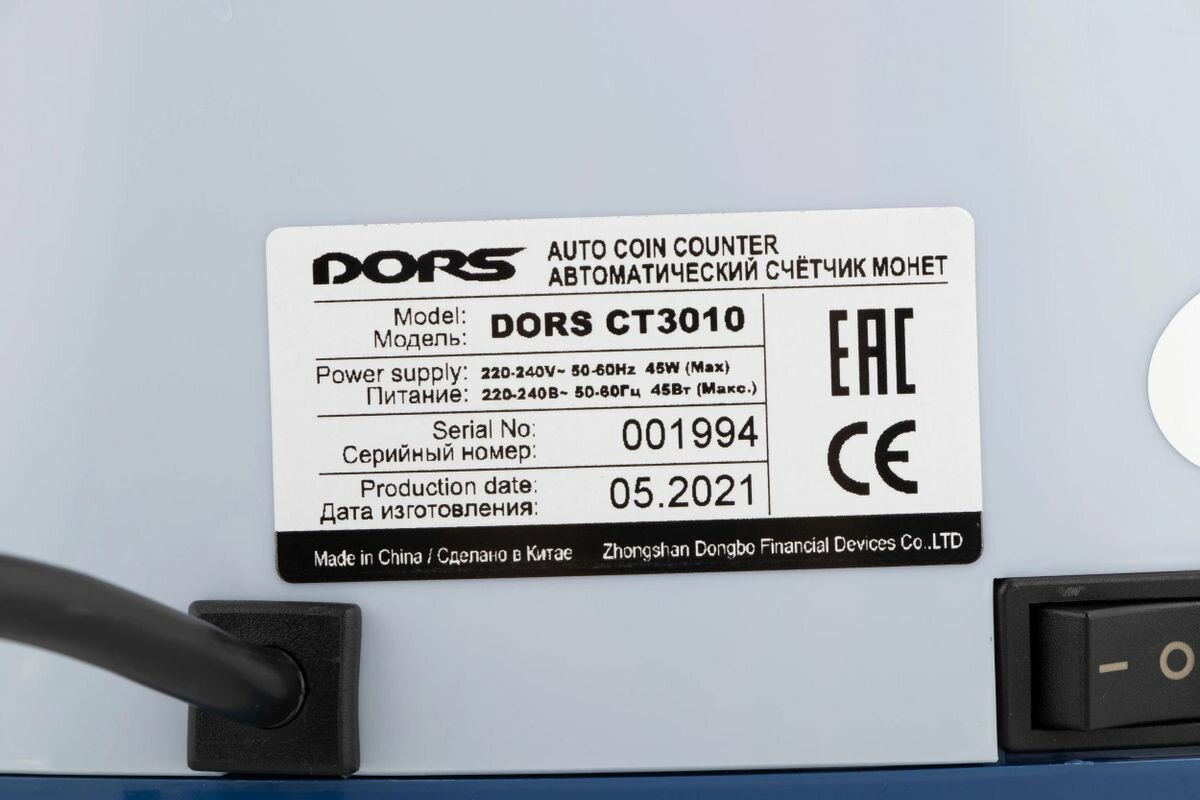 DORS AUTO COIN COUNTER
АВТОМАТИЧЕСКИЙ СЧЁТЧИК МОНЕТ
Model:
Модель:
DORS CT3010
Power supply: 220-240V~ 50-60Hz 45W (Max)
Питание: 220-240В~ 50-60Гц 45Вт (Макс.)
Serial No:
Серийный номер:
001994
Production date:
Дата изготовления:
05.2021
EAC
CE
Made in China / Сделано в Китае Zhongshan Dongbo Financial Devices Co.,LTD
I O